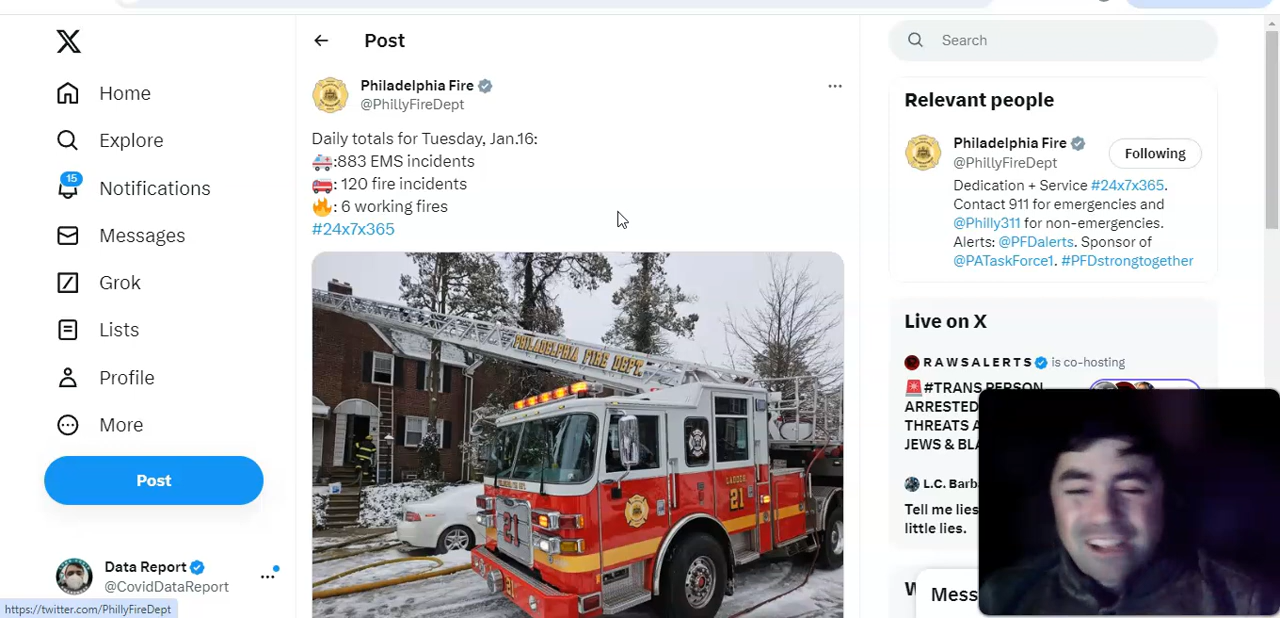 Home
Explore
15
Notifications
Messages
Grok
Lists
Profile
More
Post
Data Report
@CovidDataReport
https://twitter.com/PhillyFireDept
Post
Philadelphia Fire
@PhillyFireDept
Daily totals for Tuesday, Jan.16:
:883 EMS incidents
: 120 fire incidents
: 6 working fires
#24x7x365
PHILADELPHIA FIRE DEPT.
LADDER
21
21
21
Search
Relevant people
Philadelphia Fire
@PhillyFireDept
Following
Dedication + Service #24x7x365.
Contact 911 for emergencies and
@Philly311 for non-emergencies.
Alerts: @PFDalerts. Sponsor of
@PATaskForce1. #PFDstrongtogether
Live on X
RAWSALERTS is co-hosting
#TRANS PERSON
ARRESTED
THREATS A
JEWS & BLA
L.C. Barb
Tell me lies
little lies.
W
Mess